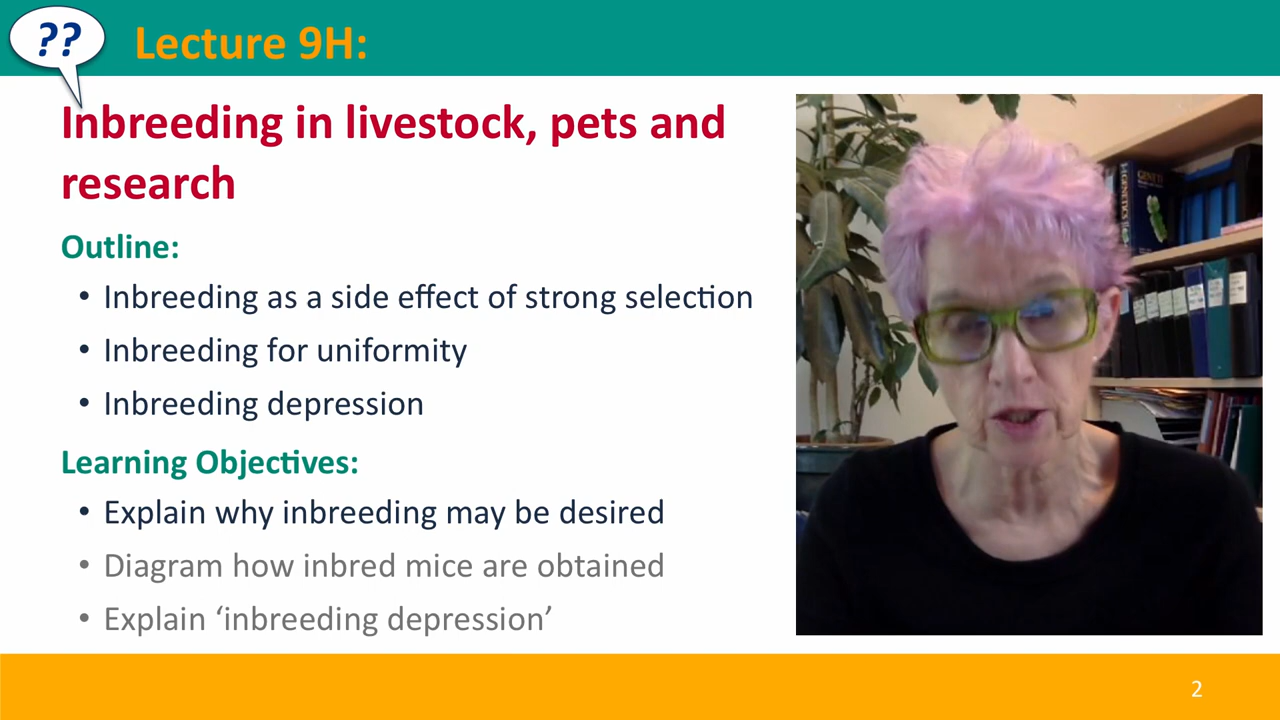 ??
Lecture 9H:
Inbreeding in livestock, pets and
research
Outline:
• Inbreeding as a side effect of strong selection
• Inbreeding for uniformity
• Inbreeding depression
Learning Objectives:
• Explain why inbreeding may be desired
• Diagram how inbred mice are obtained
• Explain ‘inbreeding depression’
GENETICS
2